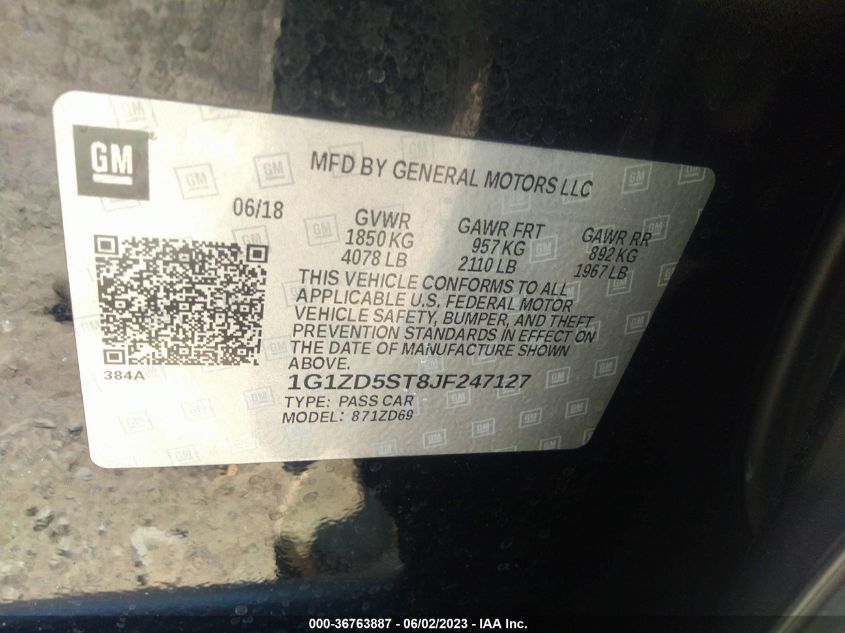 GM
MFD BY GENERAL MOTORS LLC
06/18
GVWR
1850 KG
4078 LB
GAWR FRT
957 KG
2110 LB
GAWR RR
892 KG
1967 LB
THIS VEHICLE CONFORMS TO ALL
APPLICABLE U.S. FEDERAL MOTOR
VEHICLE SAFETY, BUMPER, AND THEFT
PREVENTION STANDARDS IN EFFECT ON
THE DATE OF MANUFACTURE SHOWN
ABOVE.
384A
1G1ZD5ST8JF247127
TYPE: PASS CAR
MODEL: 871ZD69
000-36763887 - 06/02/2023 - IAA Inc.